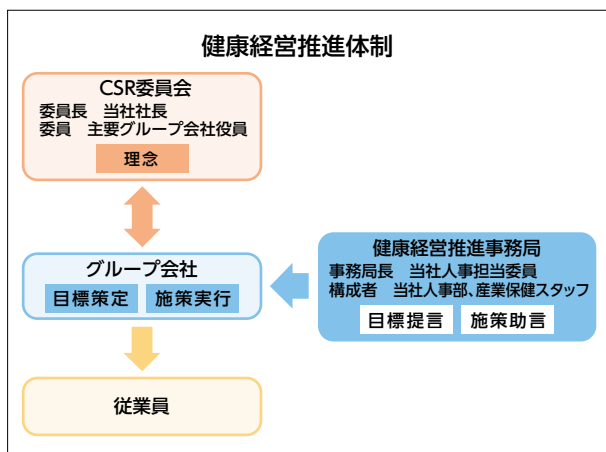 健康経営推進体制
CSR委員会
委員長 当社社長
委員 主要グループ会社役員
理念
グループ会社
目標策定 施策実行
健康経営推進事務局
事務局長 当社人事担当委員
構成者 当社人事部、産業保健スタッフ
目標提言 施策助言
従業員